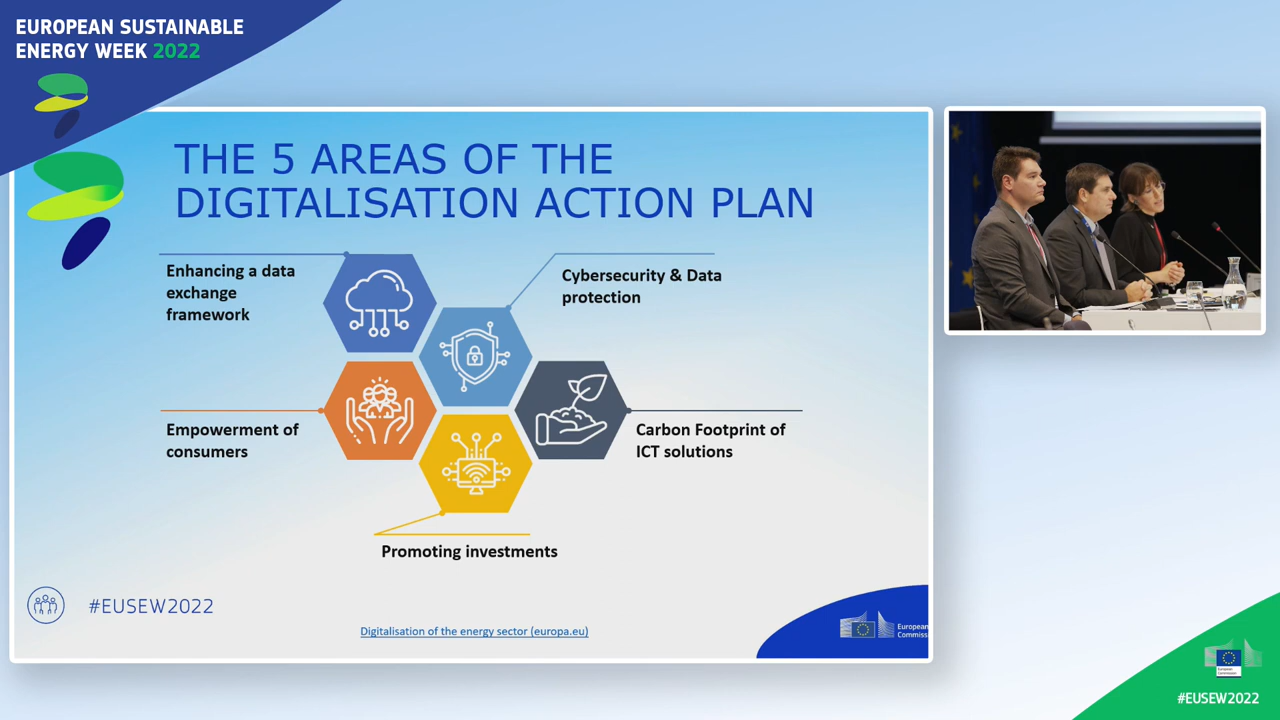 EUROPEAN SUSTAINABLE
ENERGY WEEK 2022
THE 5 AREAS OF THE
DIGITALISATION ACTION PLAN
Enhancing a data
exchange
framework
Cybersecurity & Data
protection
Empowerment of
consumers
Carbon Footprint of
ICT solutions
Promoting investments
#EUSEW2022
Digitalisation of the energy sector (europa.eu)
European
Commiss
European
Commission
#EUSEW2022